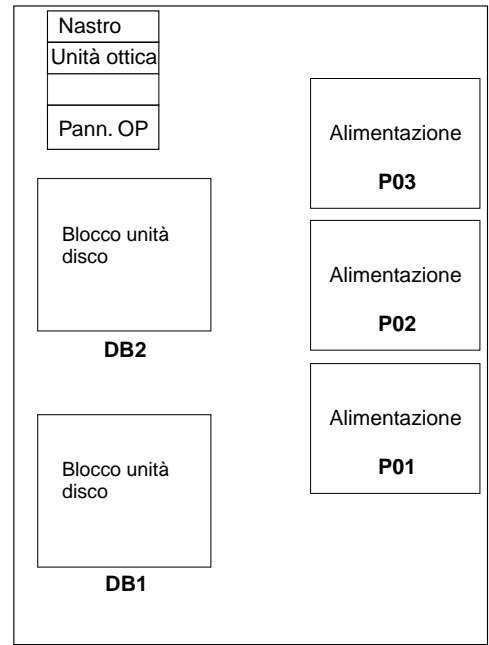 Nastro
Unità ottica
Pann. OP
Alimentazione
P03
Blocco unità
disco
DB2
Alimentazione
P02
Alimentazione
P01
Blocco unità
disco
DB1